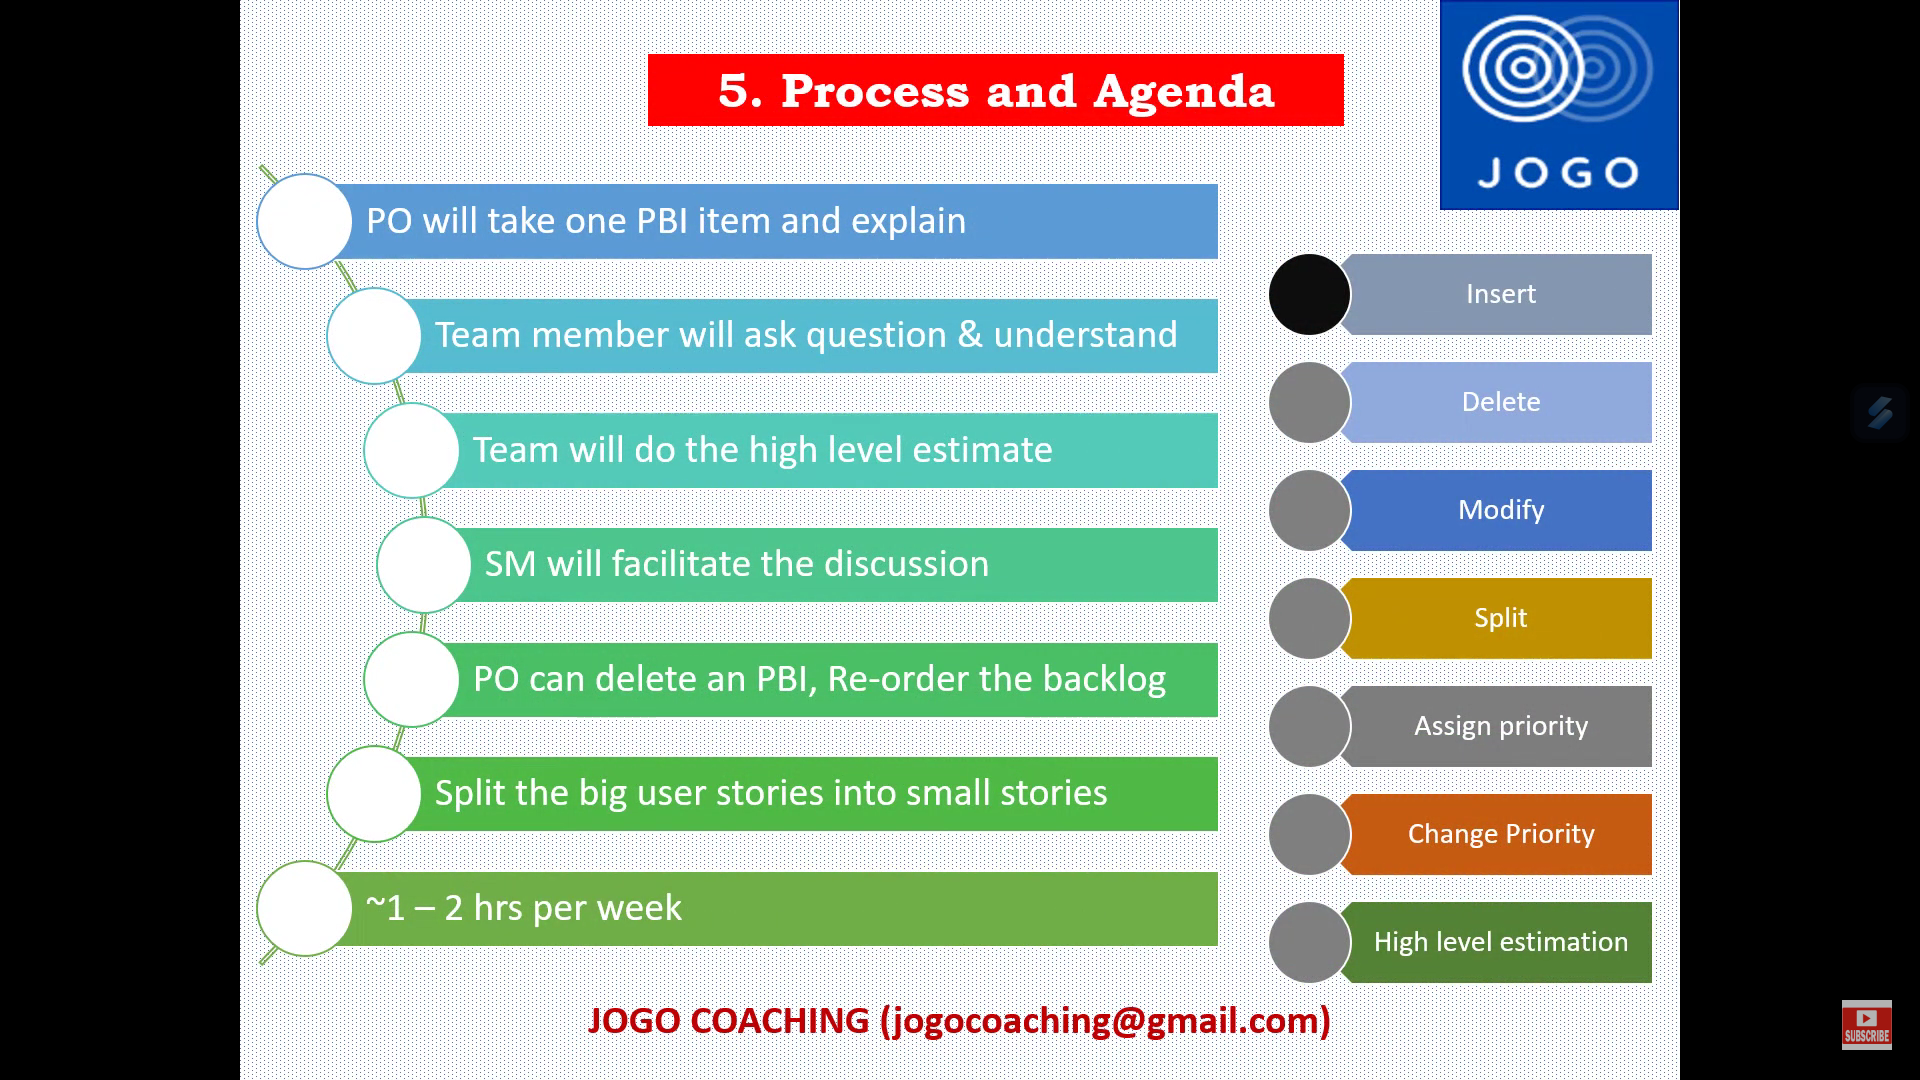 5. Process and Agenda
JOGO
PO will take one PBI item and explain
Team member will ask question & understand
Team will do the high level estimate
SM will facilitate the discussion
PO can delete an PBI, Re-order the backlog
Split the big user stories into small stories
~1 – 2 hrs per week
Insert
Delete
Modify
Split
Assign priority
Change Priority
High level estimation
JOGO COACHING (jogocoaching@gmail.com)
SUBSCRIBE